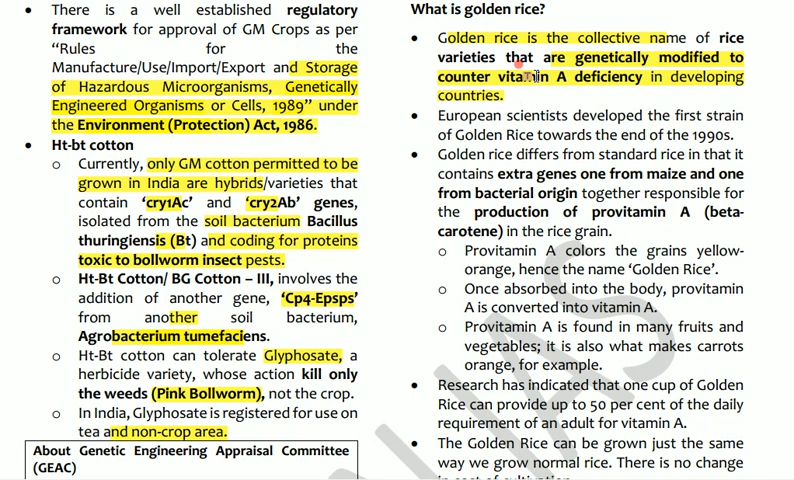 • There is a well established regulatory
framework for approval of GM Crops as per
“Rules for the
Manufacture/Use/Import/Export and Storage
of Hazardous Microorganisms, Genetically
Engineered Organisms or Cells, 1989” under
the Environment (Protection) Act, 1986.
• Ht-bt cotton
o Currently, only GM cotton permitted to be
grown in India are hybrids/varieties that
contain ‘cry1Ac’ and ‘cry2Ab’ genes,
isolated from the soil bacterium Bacillus
thuringiensis (Bt) and coding for proteins
toxic to bollworm insect pests.
o Ht-Bt Cotton/ BG Cotton – III, involves the
addition of another gene, ‘Cp4-Epsps’
from another soil bacterium,
Agrobacterium tumefaciens.
o Ht-Bt cotton can tolerate Glyphosate, a
herbicide variety, whose action kill only
the weeds (Pink Bollworm), not the crop.
o In India, Glyphosate is registered for use on
tea and non-crop area.
About Genetic Engineering Appraisal Committee
(GEAC)
What is golden rice?
• Golden rice is the collective name of rice
varieties that are genetically modified to
counter vitamin A deficiency in developing
countries.
• European scientists developed the first strain
of Golden Rice towards the end of the 1990s.
• Golden rice differs from standard rice in that it
contains extra genes one from maize and one
from bacterial origin together responsible for
the production of provitamin A (beta-
carotene) in the rice grain.
o Provitamin A colors the grains yellow-
orange, hence the name ‘Golden Rice’.
o Once absorbed into the body, provitamin
A is converted into vitamin A.
o Provitamin A is found in many fruits and
vegetables; it is also what makes carrots
orange, for example.
• Research has indicated that one cup of Golden
Rice can provide up to 50 per cent of the daily
requirement of an adult for vitamin A.
• The Golden Rice can be grown just the same
way we grow normal rice. There is no change
in cost of cultivation
IAS